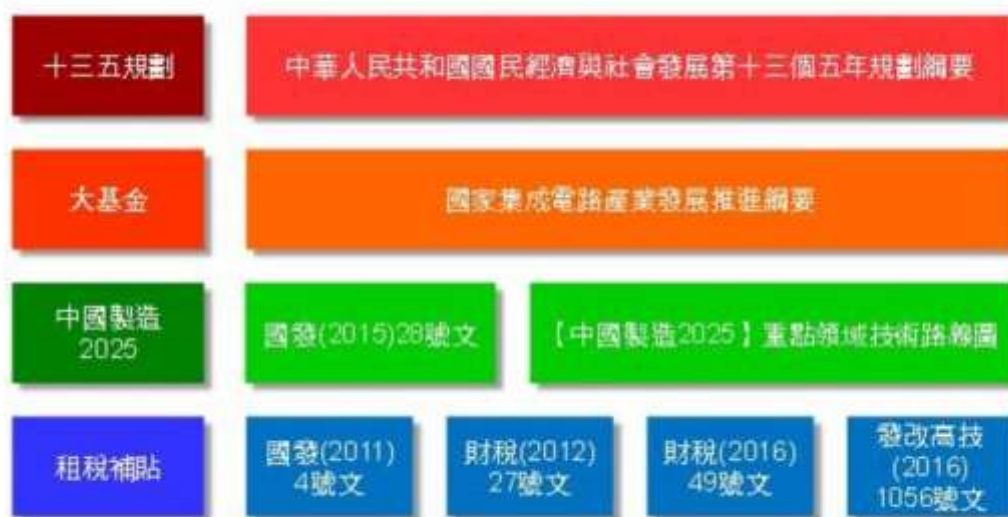 十三五規劃
中華人民共和國國民經濟與社會發展第十三個五年規劃綱要
大基金
國家集成電路產業發展推進綱要
中國製造
2025
國發(2015)28號文
【中國製造2025】重點領域技術路線圖
租稅補貼
國發(2011)
4號文
財稅(2012)
27號文
財稅(2016)
49號文
發改高技
(2016)
1056號文